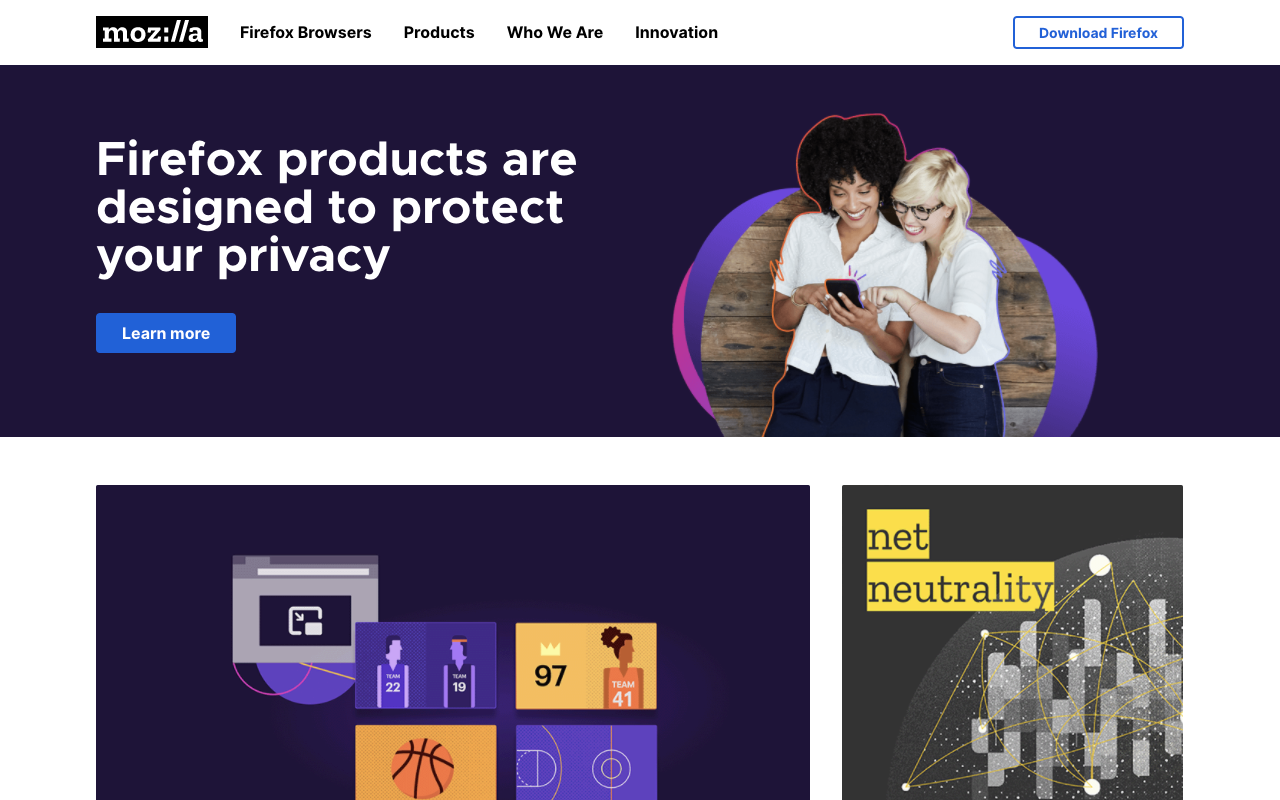 moz://a
Firefox Browsers
Products
Who We Are
Innovation
Download Firefox
Firefox products are
designed to protect
your privacy
Learn more
net
neutrality
TEAM
22
TEAM
19
97
TEAM
41